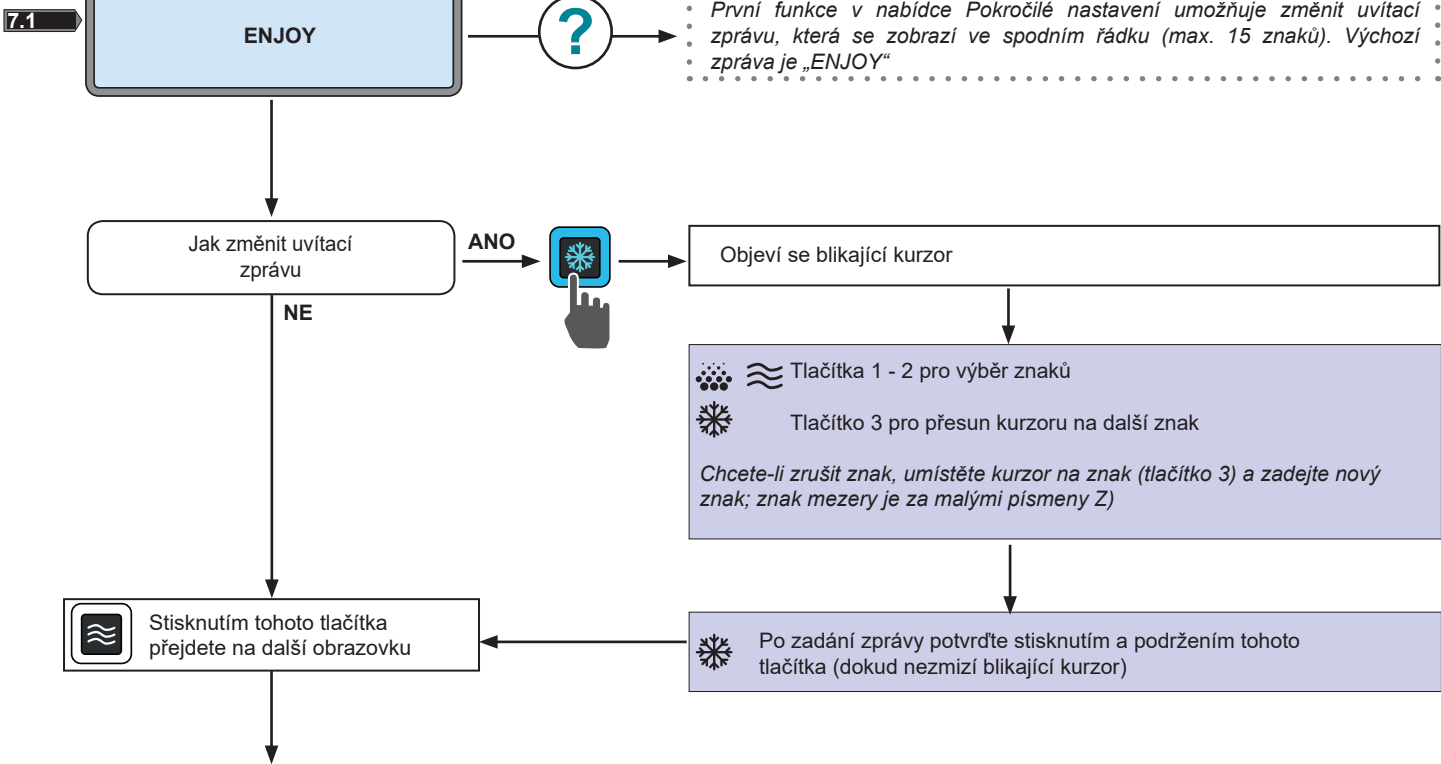 7.1
ENJOY
?
První funkce v nabídce Pokročilé nastavení umožňuje změnit uvítací
zprávu, která se zobrazí ve spodním řádku (max. 15 znaků). Výchozí
zpráva je „ENJOY“
Jak změnit uvítací
zprávu
ANO
Objeví se blikající kurzor
NE
Tlačítka 1 - 2 pro výběr znaků
Tlačítko 3 pro přesun kurzoru na další znak
Chcete-li zrušit znak, umístěte kurzor na znak (tlačítko 3) a zadejte nový
znak; znak mezery je za malými písmeny Z)
Stisknutím tohoto tlačítka
přejdete na další obrazovku
Po zadání zprávy potvrďte stisknutím a podržením tohoto
tlačítka (dokud nezmizí blikající kurzor)